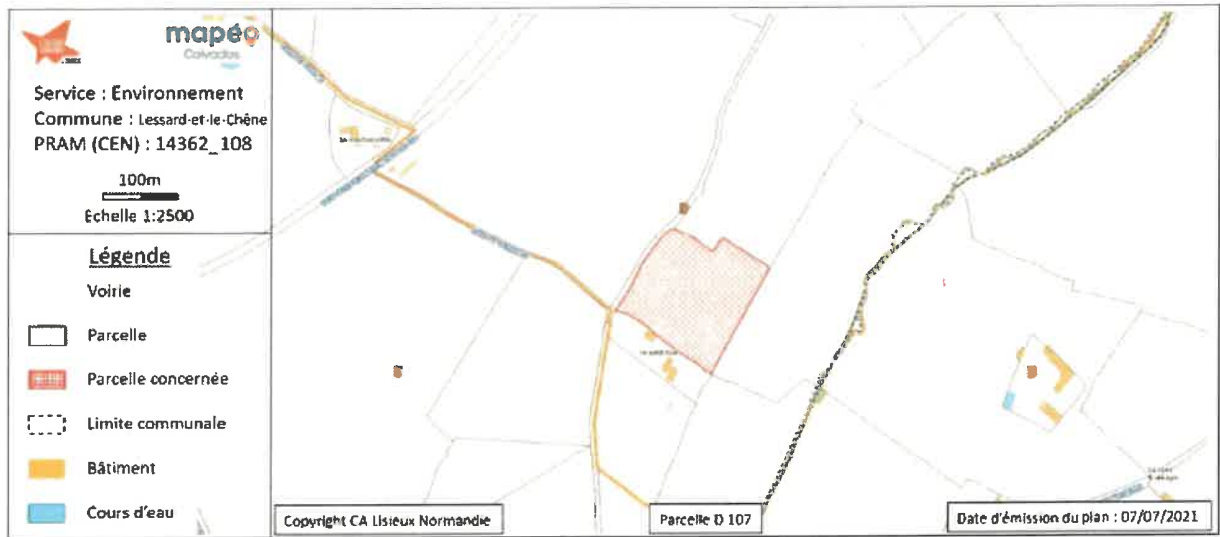 mapéo
Calvados
Service : Environnement
Commune : Lessard-et-le-Chêne
PRAM (CEN) : 14362_108
100m
Echelle 1:2500
Légende
Voirie
Parcelle
Parcelle concernée
Limite communale
Bâtiment
Cours d'eau
Copyright CA Lisieux Normandie
Parcelle D 107
Date d'émission du plan : 07/07/2021